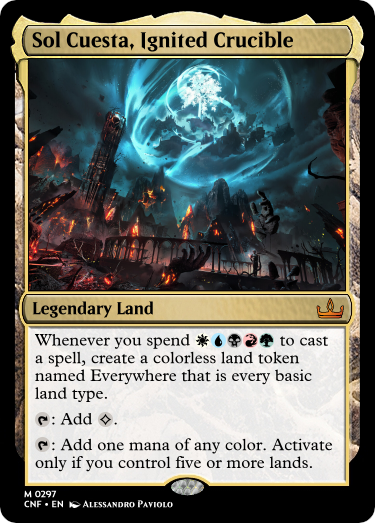 Sol Cuesta, Ignited Crucible
Legendary Land
Whenever you spend to cast
a spell, create a colorless land token
named Everywhere that is every basic
land type.
: Add .
: Add one mana of any color. Activate
only if you control five or more lands.
M 0297
CNF • EN Alessandro Paviolo